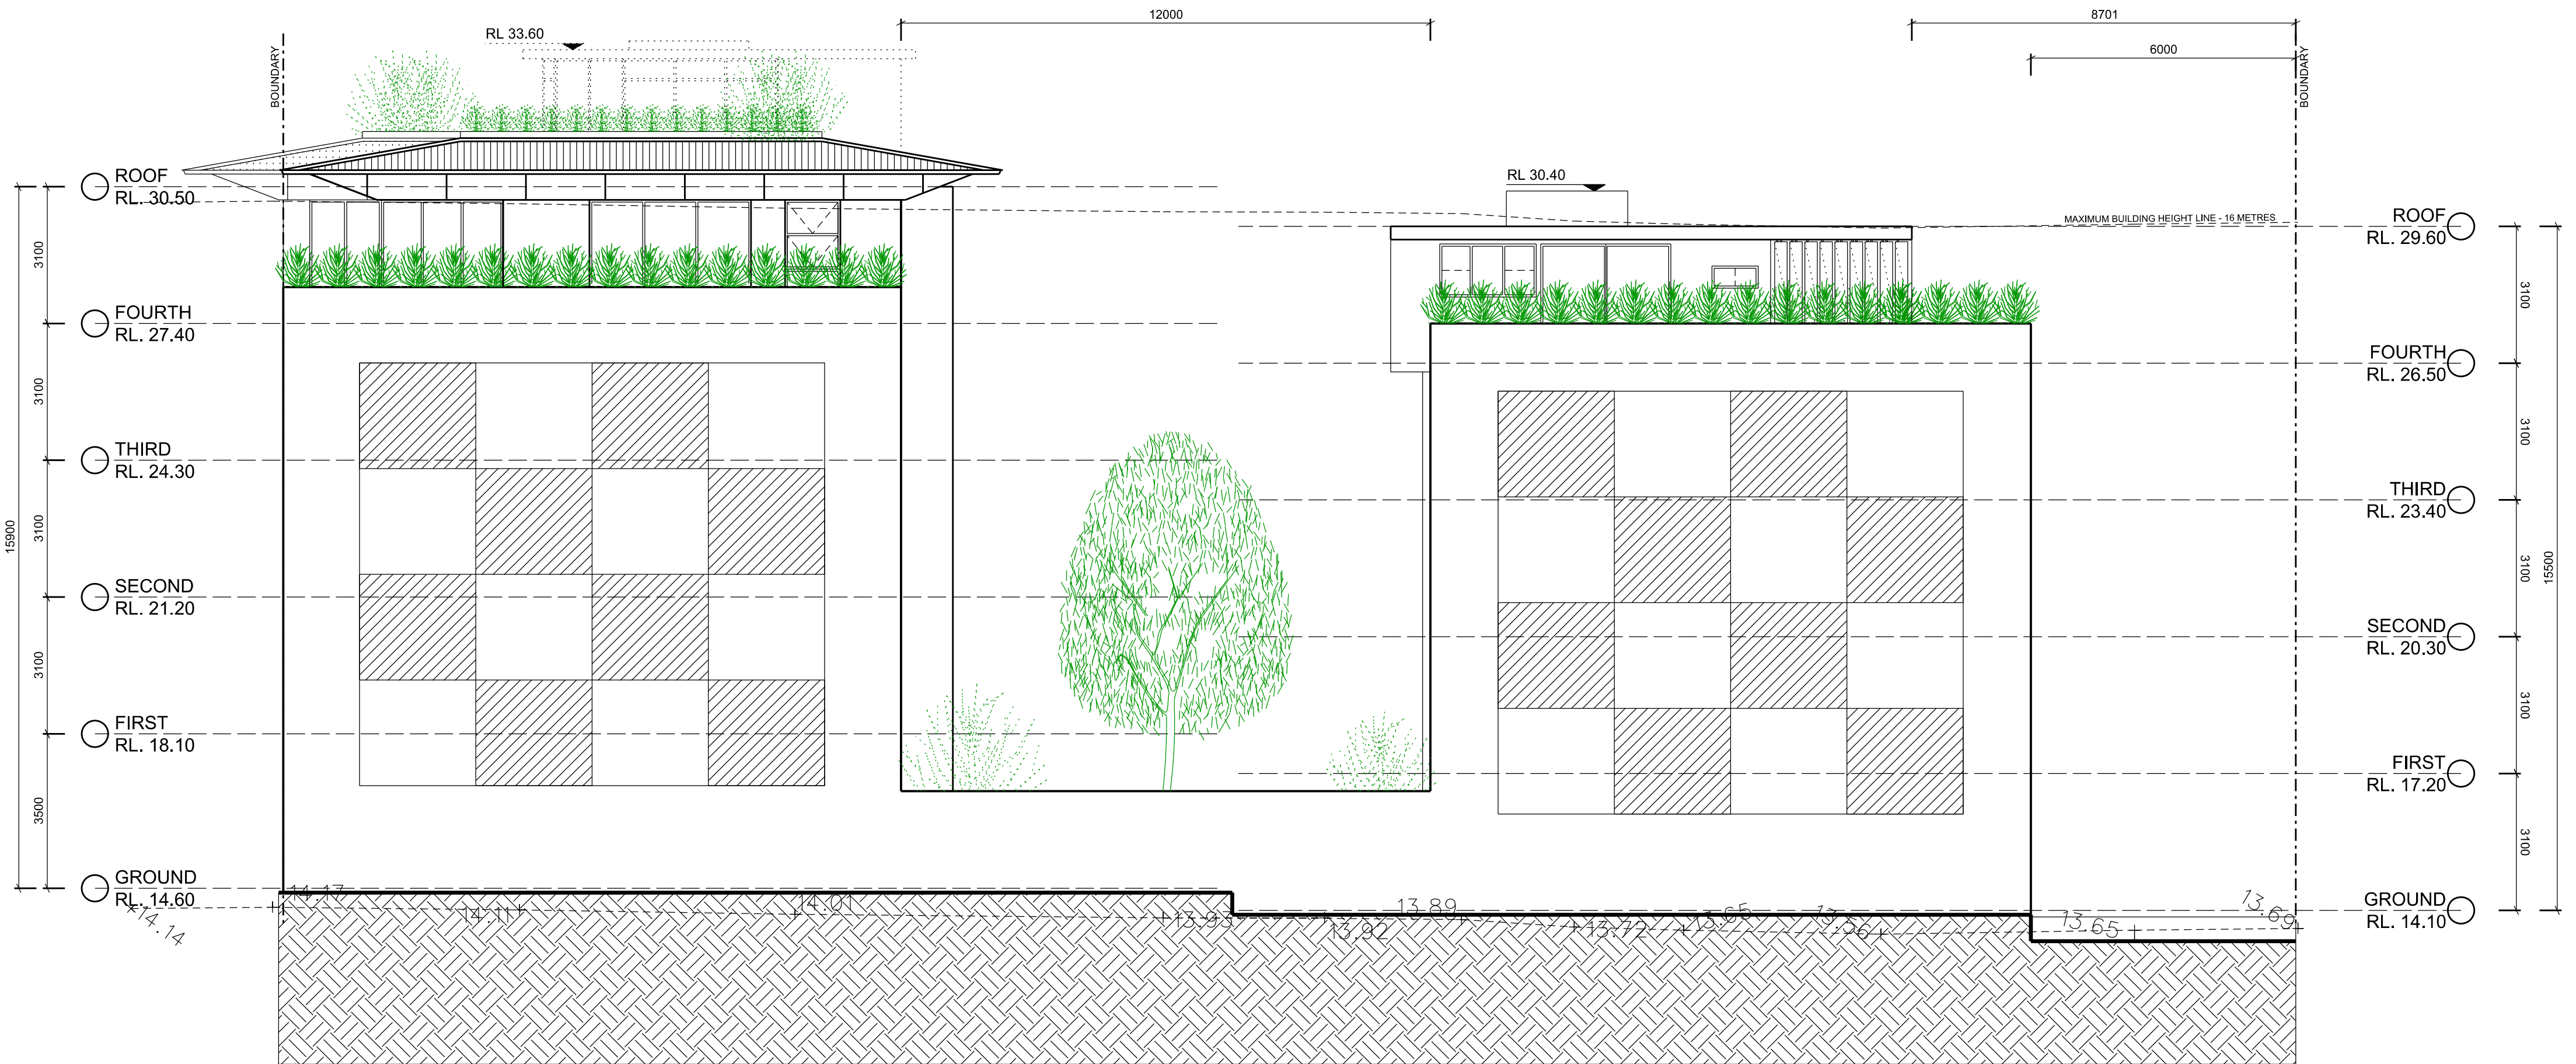 12000
8701
6000
RL 33.60
BOUNDARY
BOUNDARY
RL 30.40
MAXIMUM BUILDING HEIGHT LINE - 16 METRES
ROOF
RL. 30.50
3100
FOURTH
RL. 27.40
3100
THIRD
RL. 24.30
3100
SECOND
RL. 21.20
3100
FIRST
RL. 18.10
3500
GROUND
RL. 14.60
15900
ROOF
RL. 29.60
3100
FOURTH
RL. 26.50
3100
THIRD
RL. 23.40
3100
SECOND
RL. 20.30
3100
FIRST
RL. 17.20
3100
GROUND
RL. 14.10
15500
14.14
14.17
14.11
14.01
13.93
13.92
13.89
13.72
13.65
13.56
13.65
13.69